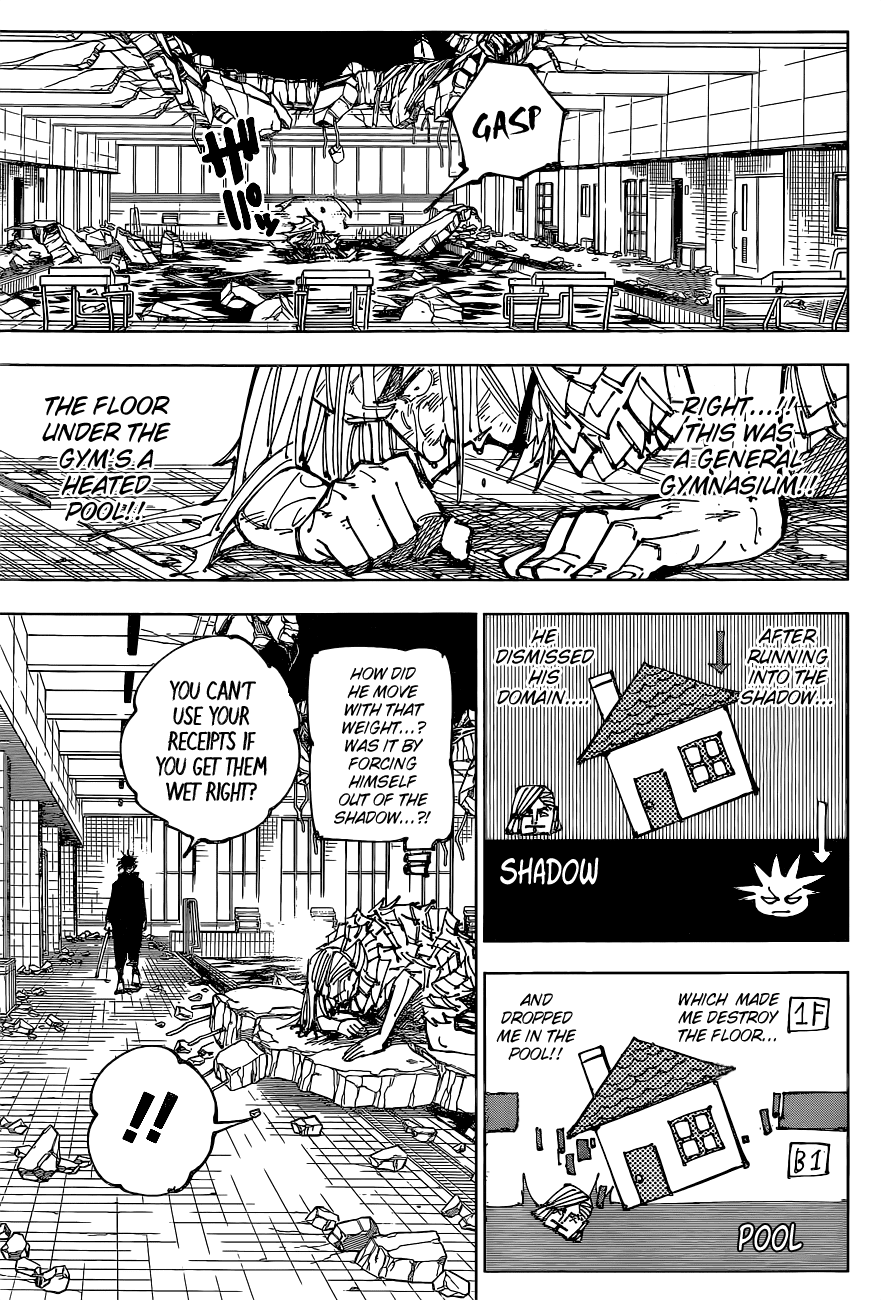 GASP
RIGHT...!!
THIS WAS
A GENERAL
GYMNASIUM!!
THE FLOOR
UNDER THE
GYM'S A
HEATED
POOL!!
AFTER
RUNNING
INTO THE
SHADOW...
HE
DISMISSED
HIS
DOMAIN....
SHADOW
WHICH MADE
ME DESTROY
THE FLOOR...
1F
AND
DROPPED
ME IN THE
POOL!!
B1
POOL
HOW DID
HE MOVE
WITH THAT
WEIGHT...?
WAS IT BY
FORCING
HIMSELF
OUT OF THE
SHADOW...?!
YOU CAN'T
USE YOUR
RECEIPTS IF
YOU GET THEM
WET RIGHT?
!!